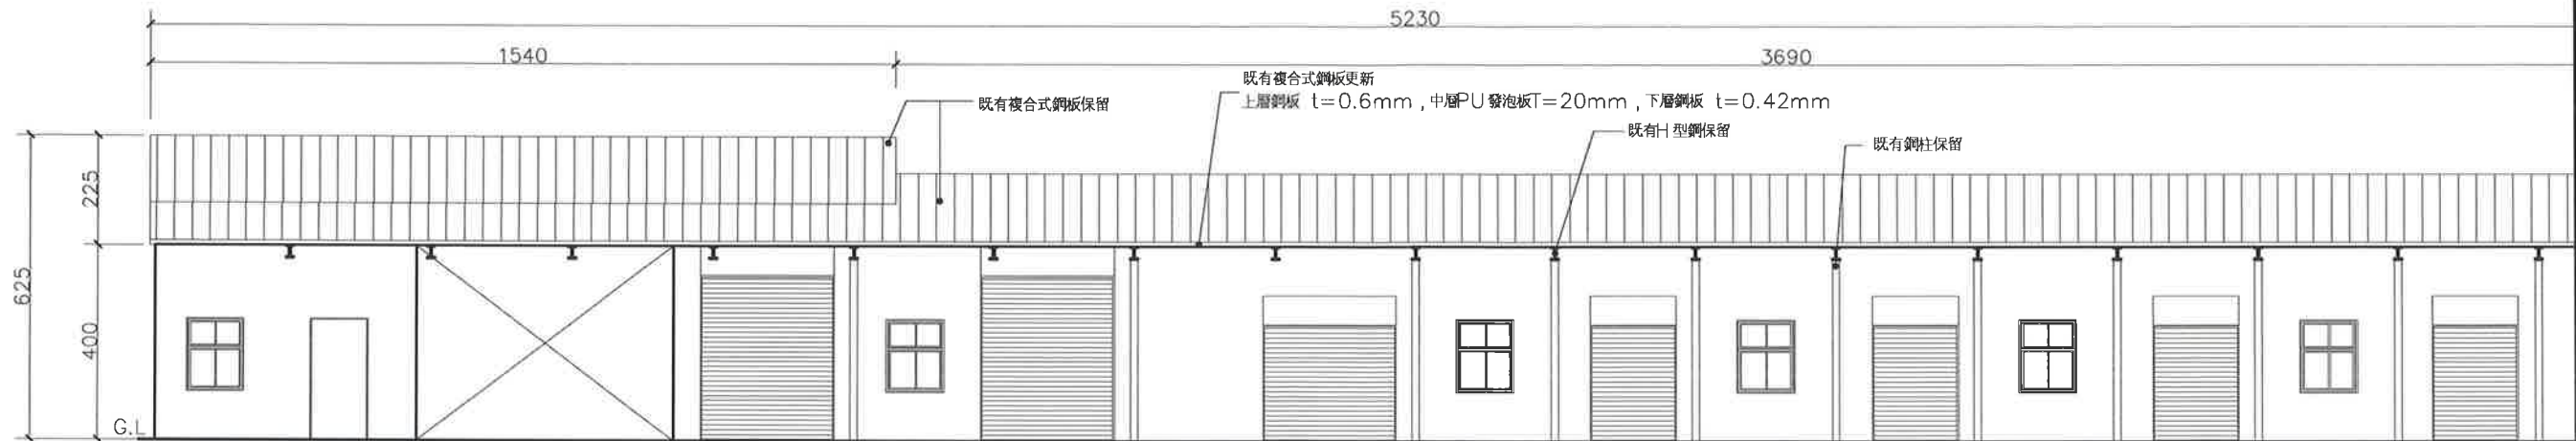 5230
1540
3690
既有複合式鋼板更新
既有複合式鋼板保留
上層鋼板 t=0.6mm , 中層PU發泡板T=20mm , 下層鋼板 t=0.42mm
既有H型鋼保留
既有鋼柱保留
225
625
400
G.L